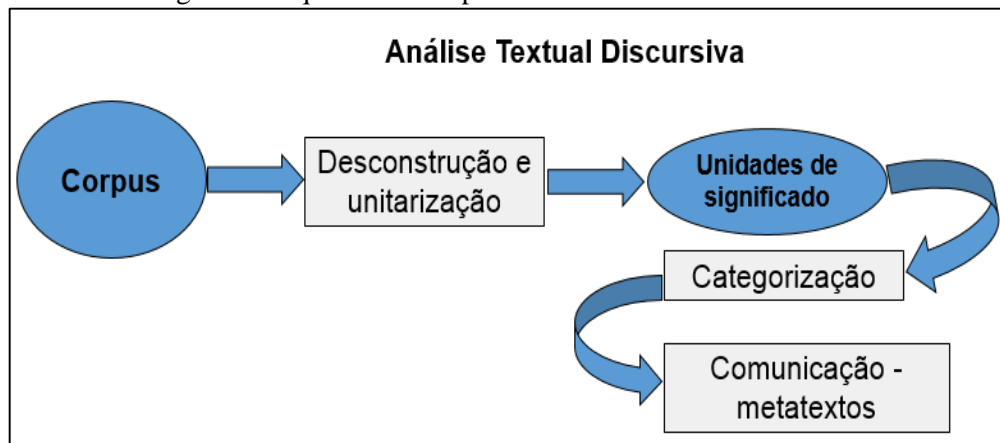 Análise Textual Discursiva
Corpus
Desconstrução e
unitarização
Unidades de
significado
Categorização
Comunicação -
metatextos